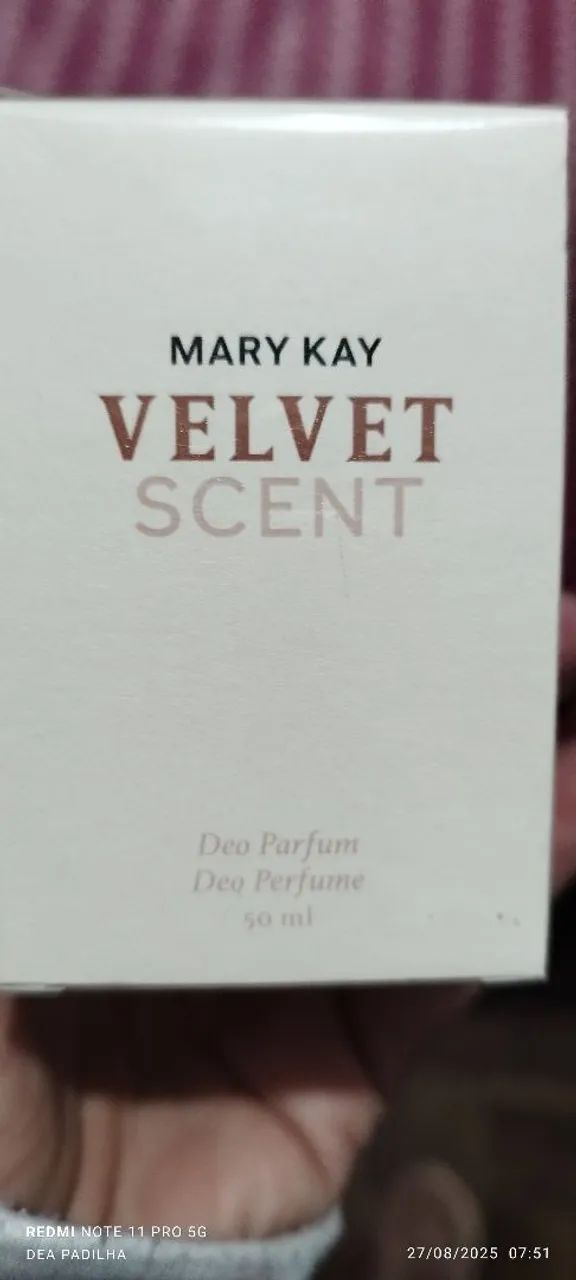 MARY KAY
VELVET
SCENT
Deo Parfum
Deo Perfume
50 ml
REDMI NOTE 11 PRO 5G
DEA PADILHA
27/08/2025 07:51